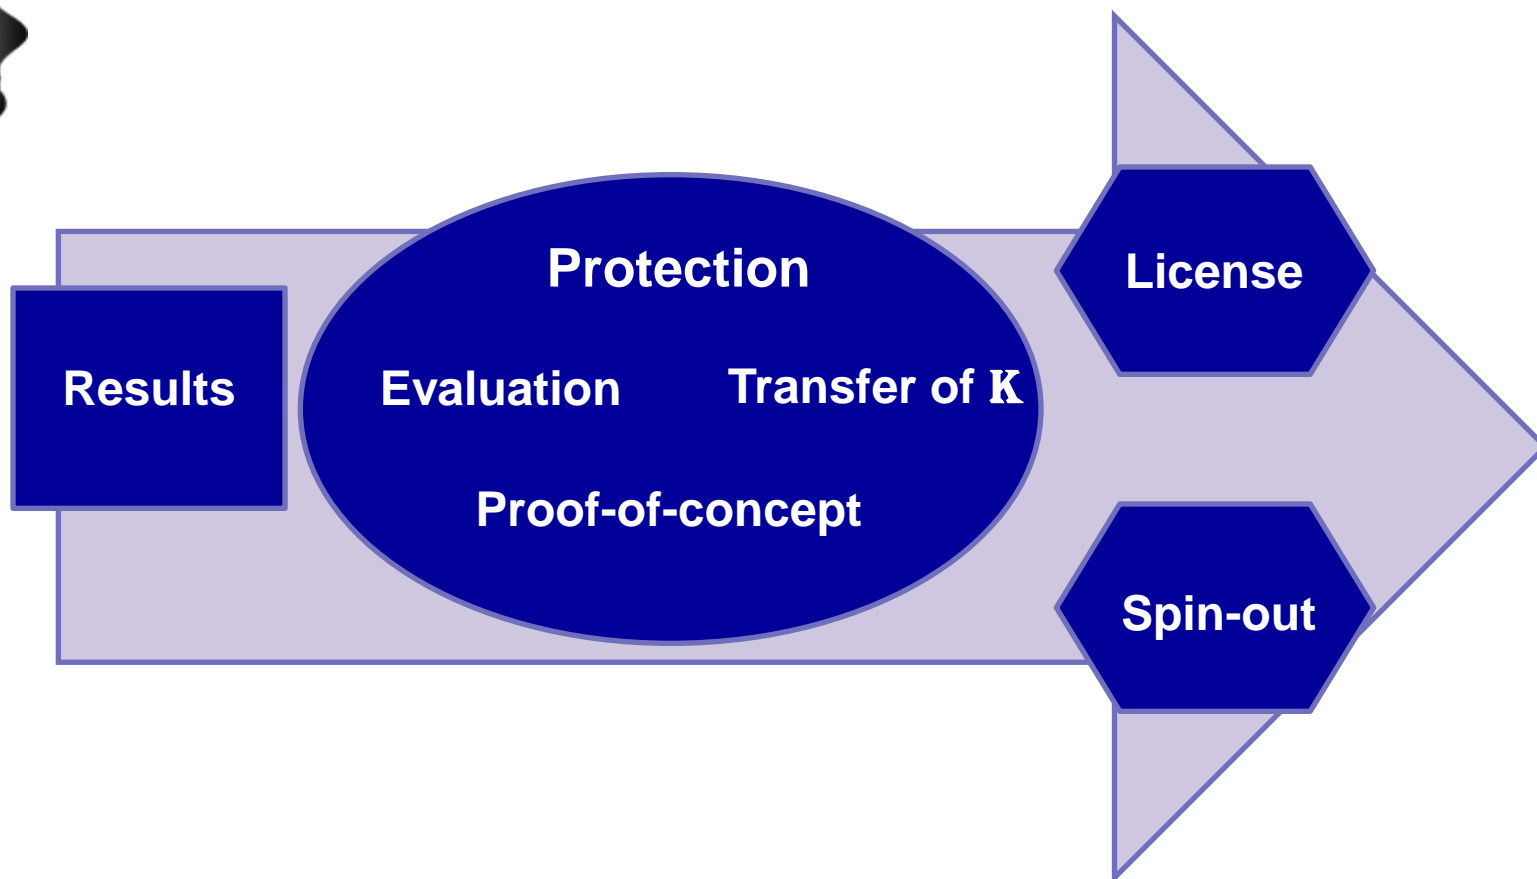 Results
Protection
Evaluation
Transfer of K
Proof-of-concept
License
Spin-out